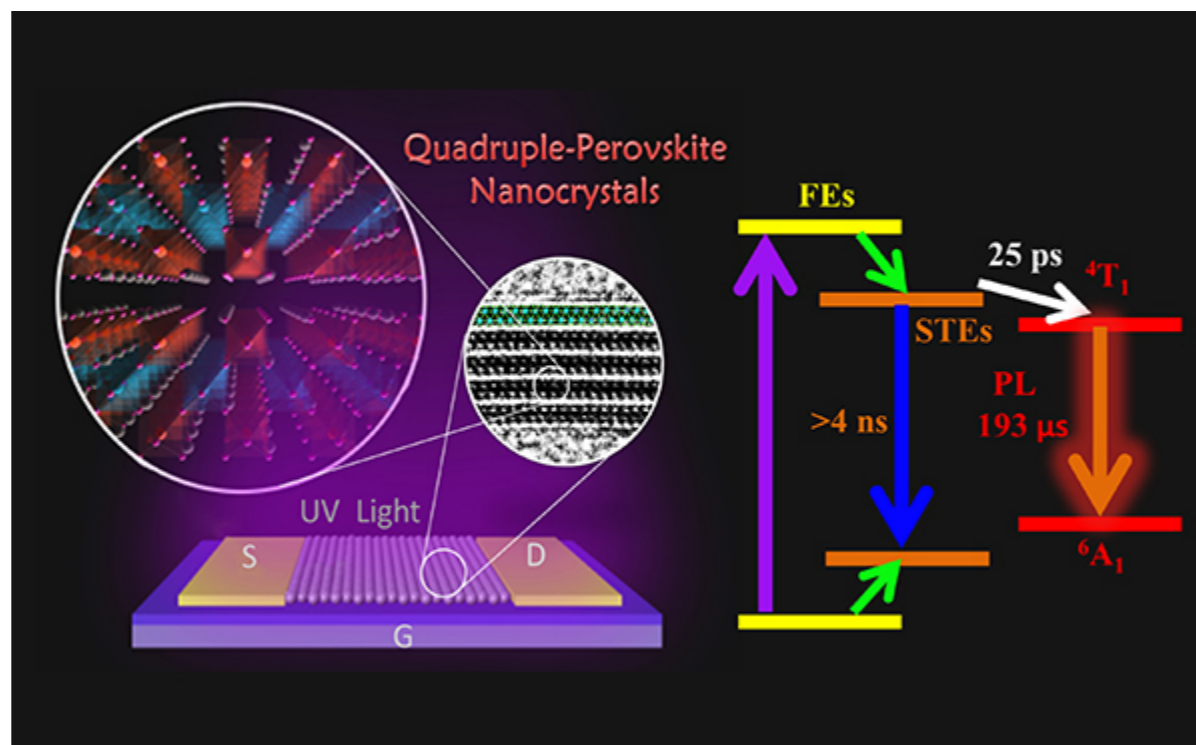 Quadruple-Perovskite
Nanocrystals
UV Light
S
D
G
FEs
25 ps
⁴T₁
STEs
PL
193 μs
>4 ns
⁶A₁